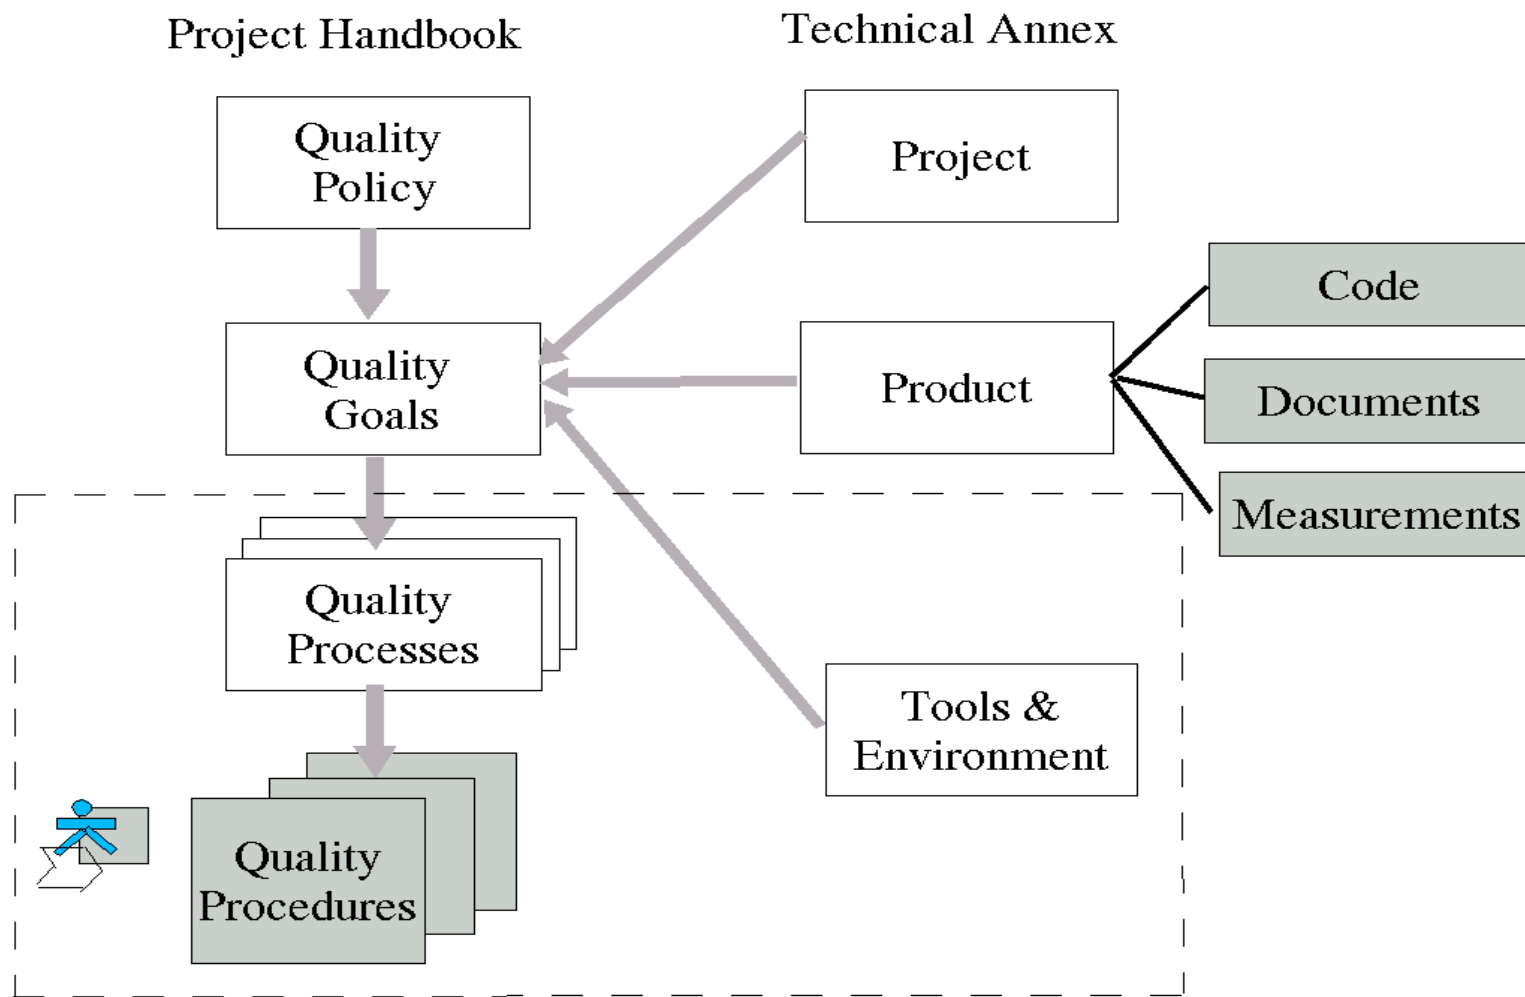 Project Handbook
Technical Annex
Quality
Policy
Project
Code
Quality
Goals
Product
Documents
Measurements
Quality
Processes
Tools &
Environment
Quality
Procedures